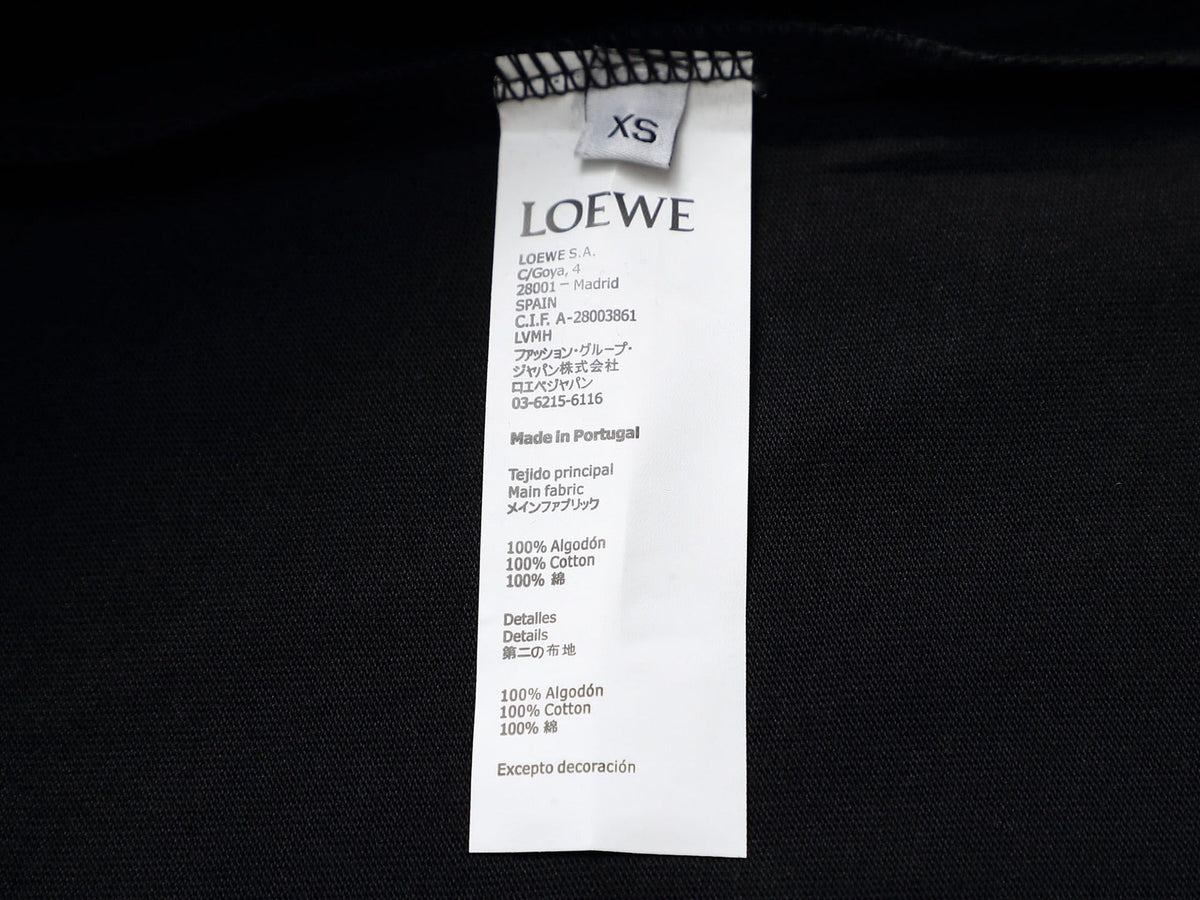 XS
LOEWE
LOEWE S.A.
C/Goya, 4
28001 – Madrid
SPAIN
C.I.F. A-28003861
LVMH
ファッション・グループ・
ジャパン株式会社
ロエベジャパン
03-6215-6116
Made in Portugal
Tejido principal
Main fabric
メインファブリック
100% Algodón
100% Cotton
100% 綿
Detalles
Details
第二の布地
100% Algodón
100% Cotton
100% 綿
Excepto decoración